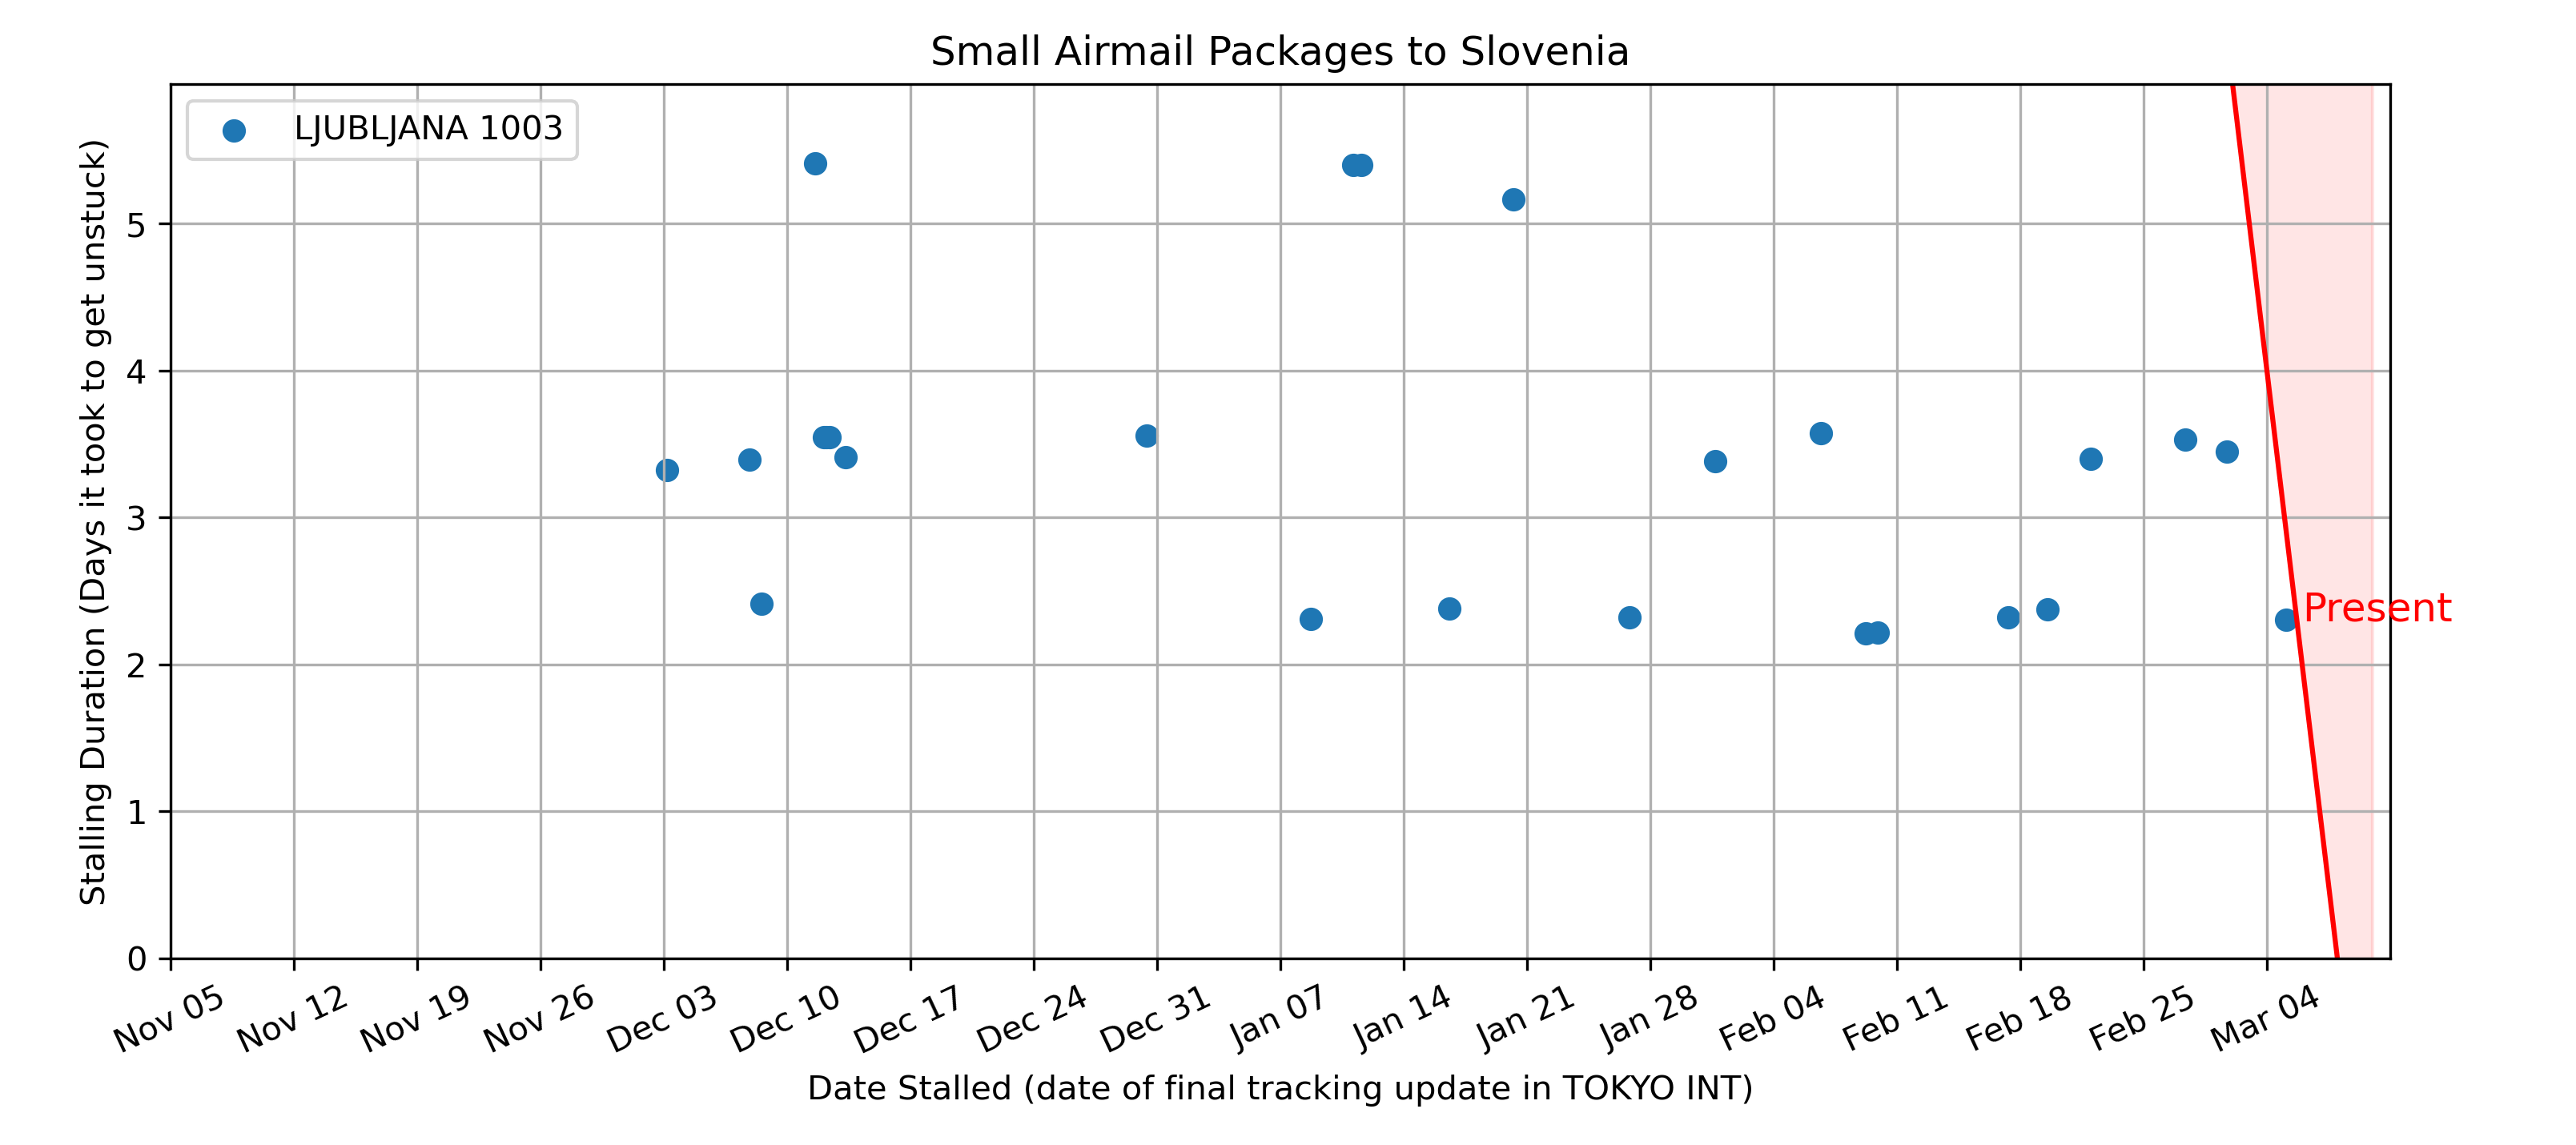 Small Airmail Packages to Slovenia
LJUBLJANA 1003
Stalling Duration (Days it took to get unstuck)
5
4
3
2
1
0
Present
Nov 05
Nov 12
Nov 19
Nov 26
Dec 03
Dec 10
Dec 17
Dec 24
Dec 31
Jan 07
Jan 14
Jan 21
Jan 28
Feb 04
Feb 11
Feb 18
Feb 25
Mar 04
Date Stalled (date of final tracking update in TOKYO INT)